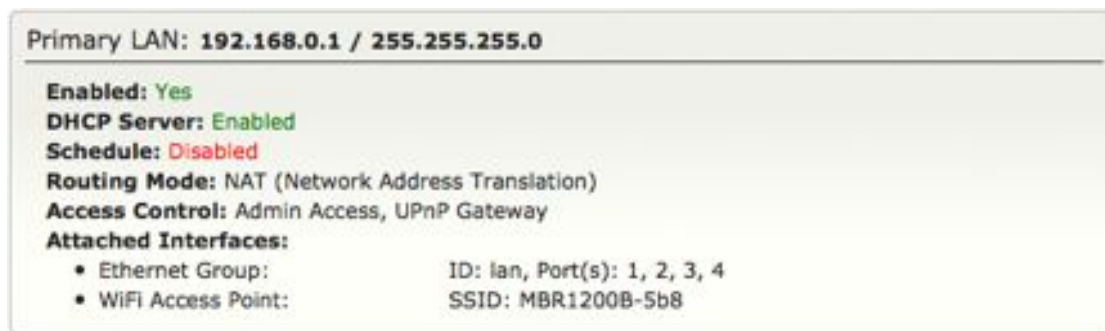 Primary LAN: 192.168.0.1 / 255.255.255.0
Enabled: Yes
DHCP Server: Enabled
Schedule: Disabled
Routing Mode: NAT (Network Address Translation)
Access Control: Admin Access, UPnP Gateway
Attached Interfaces:
• Ethernet Group: ID: lan, Port(s): 1, 2, 3, 4
• WiFi Access Point: SSID: MBR1200B-5b8